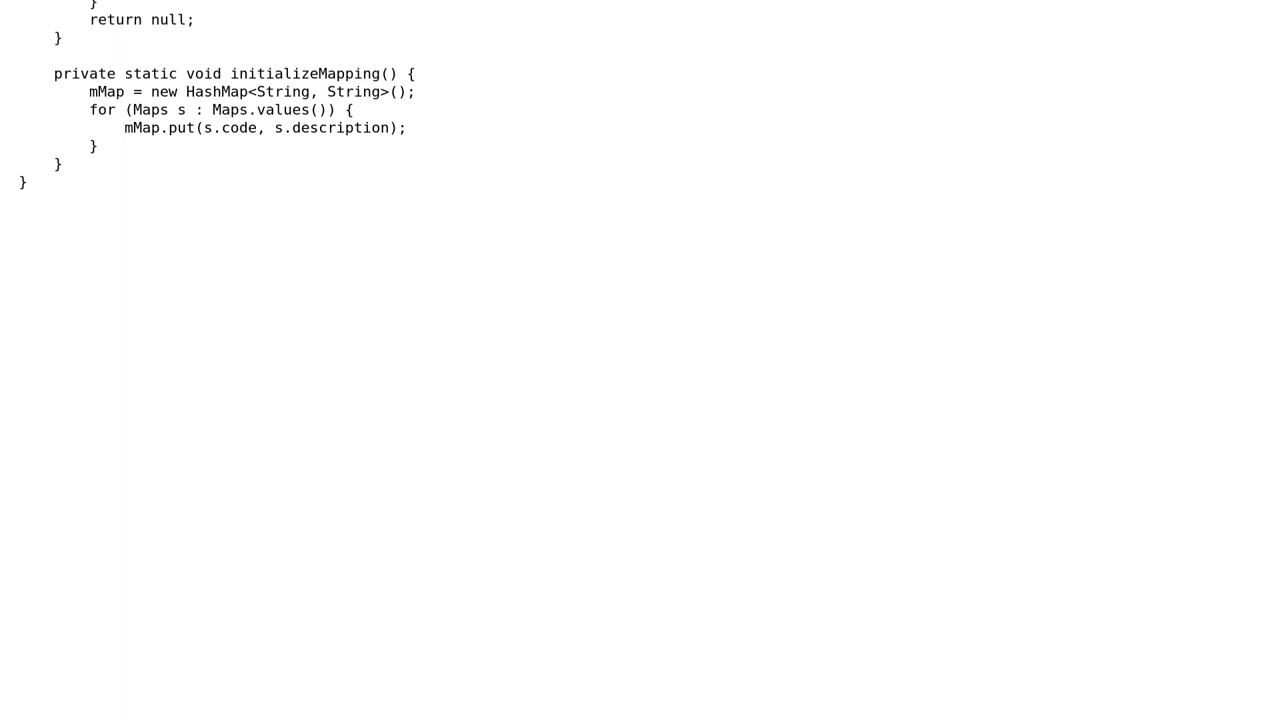 }
        return null;
    }

    private static void initializeMapping() {
        mMap = new HashMap<String, String>();
        for (Maps s : Maps.values()) {
            mMap.put(s.code, s.description);
        }
    }
}